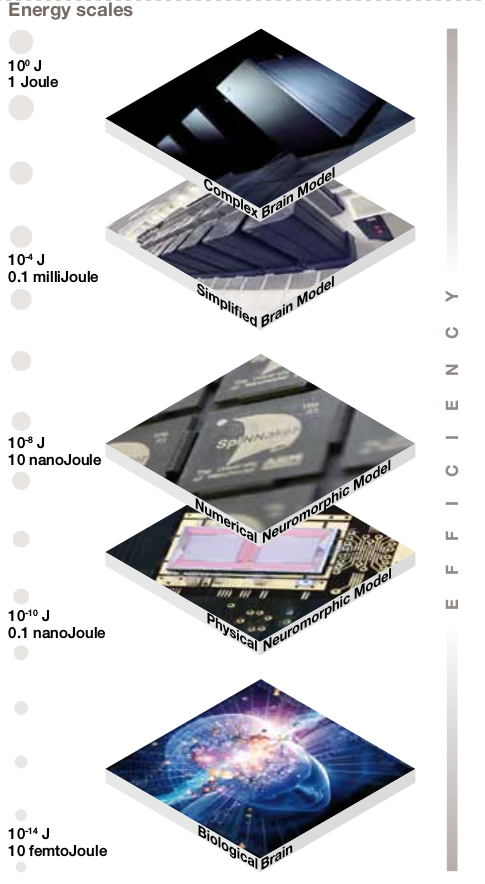 Energy scales
10⁰ J
1 Joule
Complex Brain Model
10⁻⁴ J
0.1 milliJoule
Simplified Brain Model
EFFICIENCY
SpiNNaker
10⁻⁸ J
10 nanoJoule
Numerical Neuromorphic Model
10⁻¹⁰ J
0.1 nanoJoule
Physical Neuromorphic Model
10⁻¹⁴ J
10 femtoJoule
Biological Brain